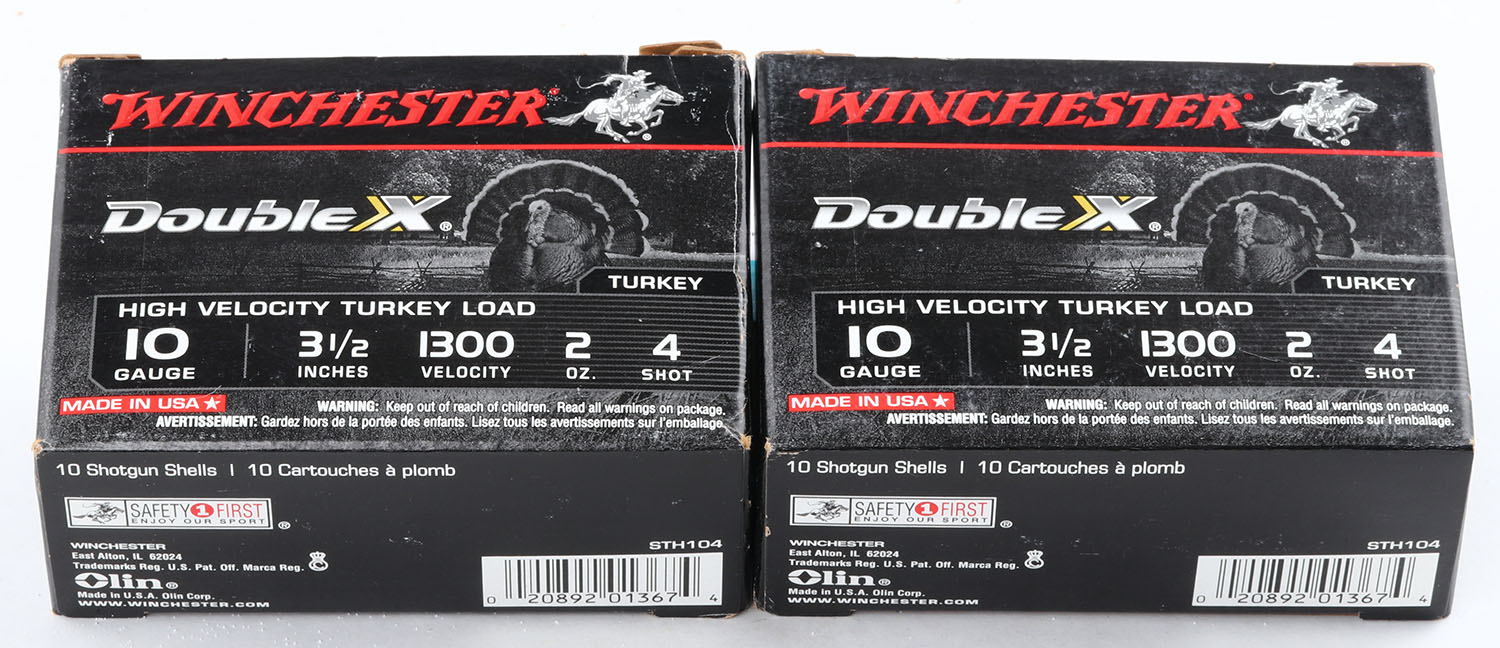 WINCHESTER®
Double X®
TURKEY
HIGH VELOCITY TURKEY LOAD
10 3 1/2 1300 2 4
GAUGE INCHES VELOCITY OZ. SHOT
MADE IN USA
WARNING: Keep out of reach of children. Read all warnings on package.
AVERTISSEMENT: Gardez hors de la portée des enfants. Lisez tous les avertissements sur l'emballage.
10 Shotgun Shells | 10 Cartouches à plomb
SAFETY 1 FIRST
ENJOY OUR SPORT ®
WINCHESTER
East Alton, IL 62024
Trademarks Reg. U.S. Pat. Off. Marca Reg.
Olin®
Made in U.S.A. Olin Corp.
WWW.WINCHESTER.COM
STH104
0 20892 01367 4
WINCHESTER®
Double X®
TURKEY
HIGH VELOCITY TURKEY LOAD
10 3 1/2 1300 2 4
GAUGE INCHES VELOCITY OZ. SHOT
MADE IN USA
WARNING: Keep out of reach of children. Read all warnings on package.
AVERTISSEMENT: Gardez hors de la portée des enfants. Lisez tous les avertissements sur l'emballage.
10 Shotgun Shells | 10 Cartouches à plomb
SAFETY 1 FIRST
ENJOY OUR SPORT ®
WINCHESTER
East Alton, IL 62024
Trademarks Reg. U.S. Pat. Off. Marca Reg.
Olin®
Made in U.S.A. Olin Corp.
WWW.WINCHESTER.COM
STH104
0 20892 01367 4